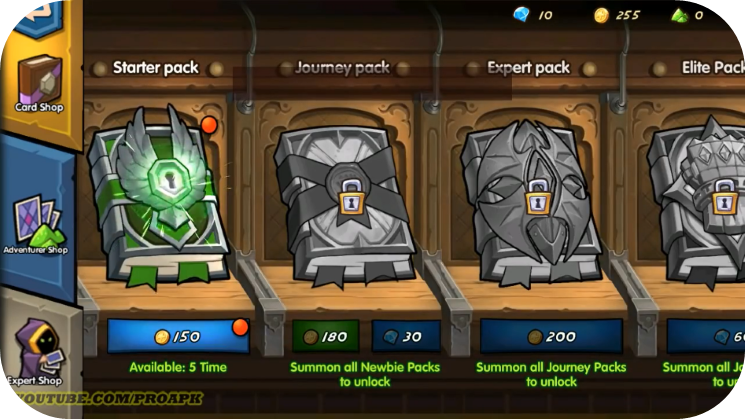 10
255
0
Starter pack
Journey pack
Expert pack
Elite Pack
Card Shop
Adventurer Shop
Expert Shop
150
180
30
200
Available: 5 Time
Summon all Newbie Packs
to unlock
Summon all Journey Packs
to unlock
Summon all
to unlock
YOUTUBE.COM/PROAPK